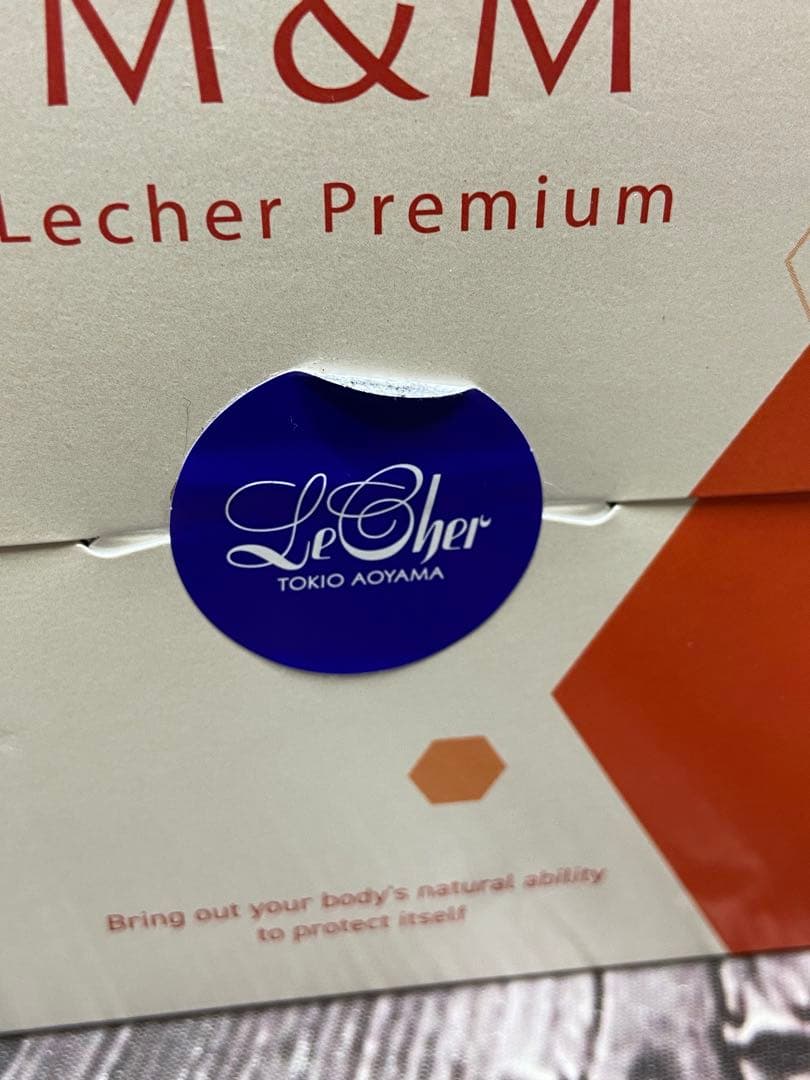 M&M
Lecher Premium
LeCher
TOKIO AOYAMA
Bring out your body's natural ability
to protect itself